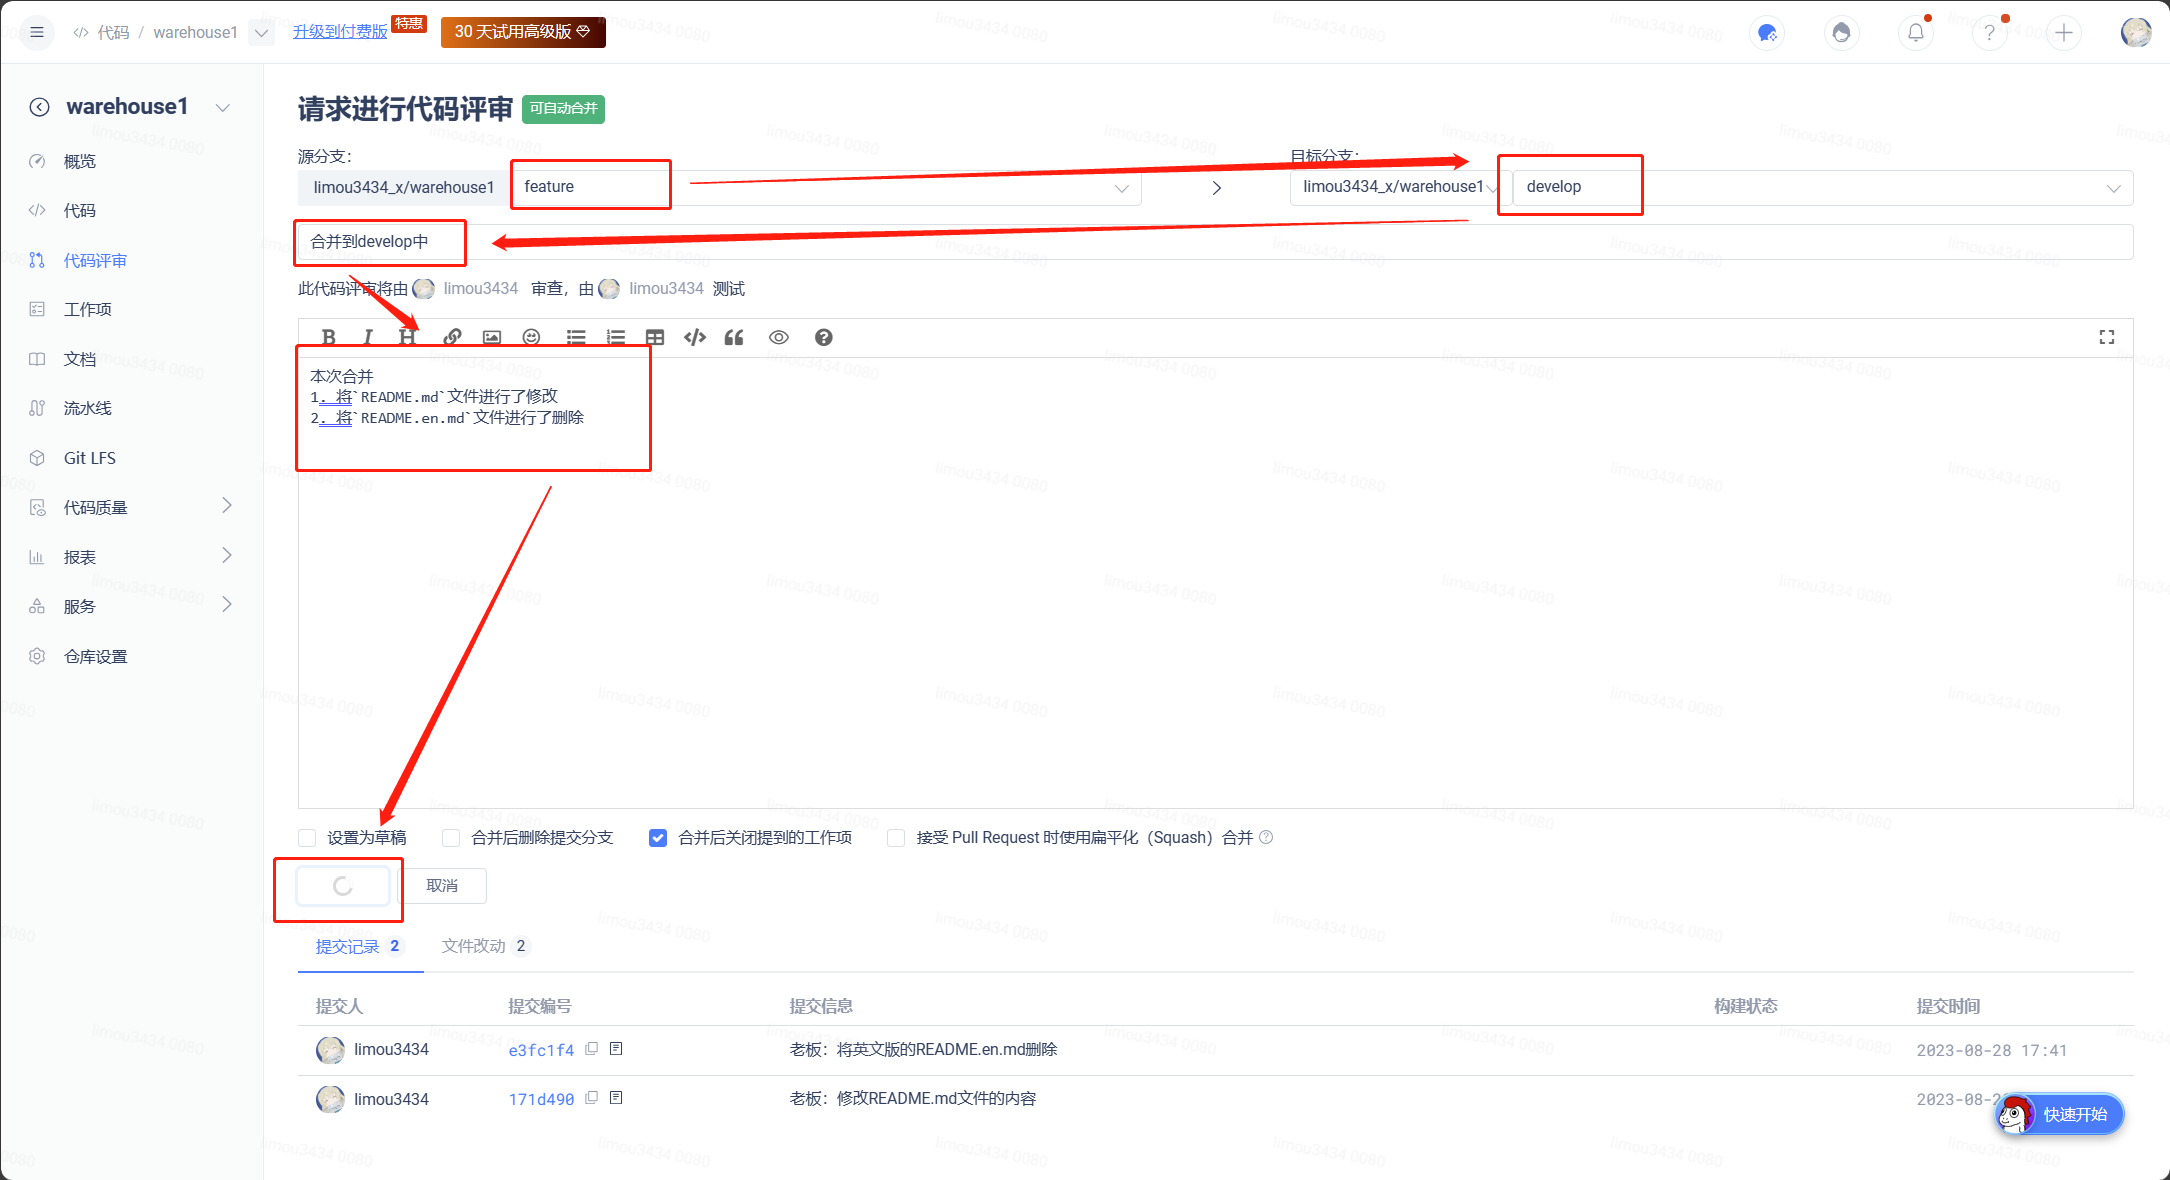 代码 / warehouse1
升级到付费版
特惠
30 天试用高级版
warehouse1
概览
代码
代码评审
工作项
文档
流水线
Git LFS
代码质量
报表
服务
仓库设置
请求进行代码评审 可自动合并
源分支：
目标分支：
limou3434_x/warehouse1 feature
limou3434_x/warehouse1 develop
合并到develop中
此代码评审将由 limou3434 审查，由 limou3434 测试
本次合并
1. 将`README.md`文件进行了修改
2. 将`README.en.md`文件进行了删除
设置为草稿 合并后删除提交分支 合并后关闭提到的工作项 接受 Pull Request 时使用扁平化（Squash）合并
取消
提交记录 2 文件改动 2
提交人 提交编号 提交信息 构建状态 提交时间
limou3434 e3fc1f4 老板：将英文版的README.en.md删除 2023-08-28 17:41
limou3434 171d490 老板：修改README.md文件的内容
快速开始
limou3434 0080